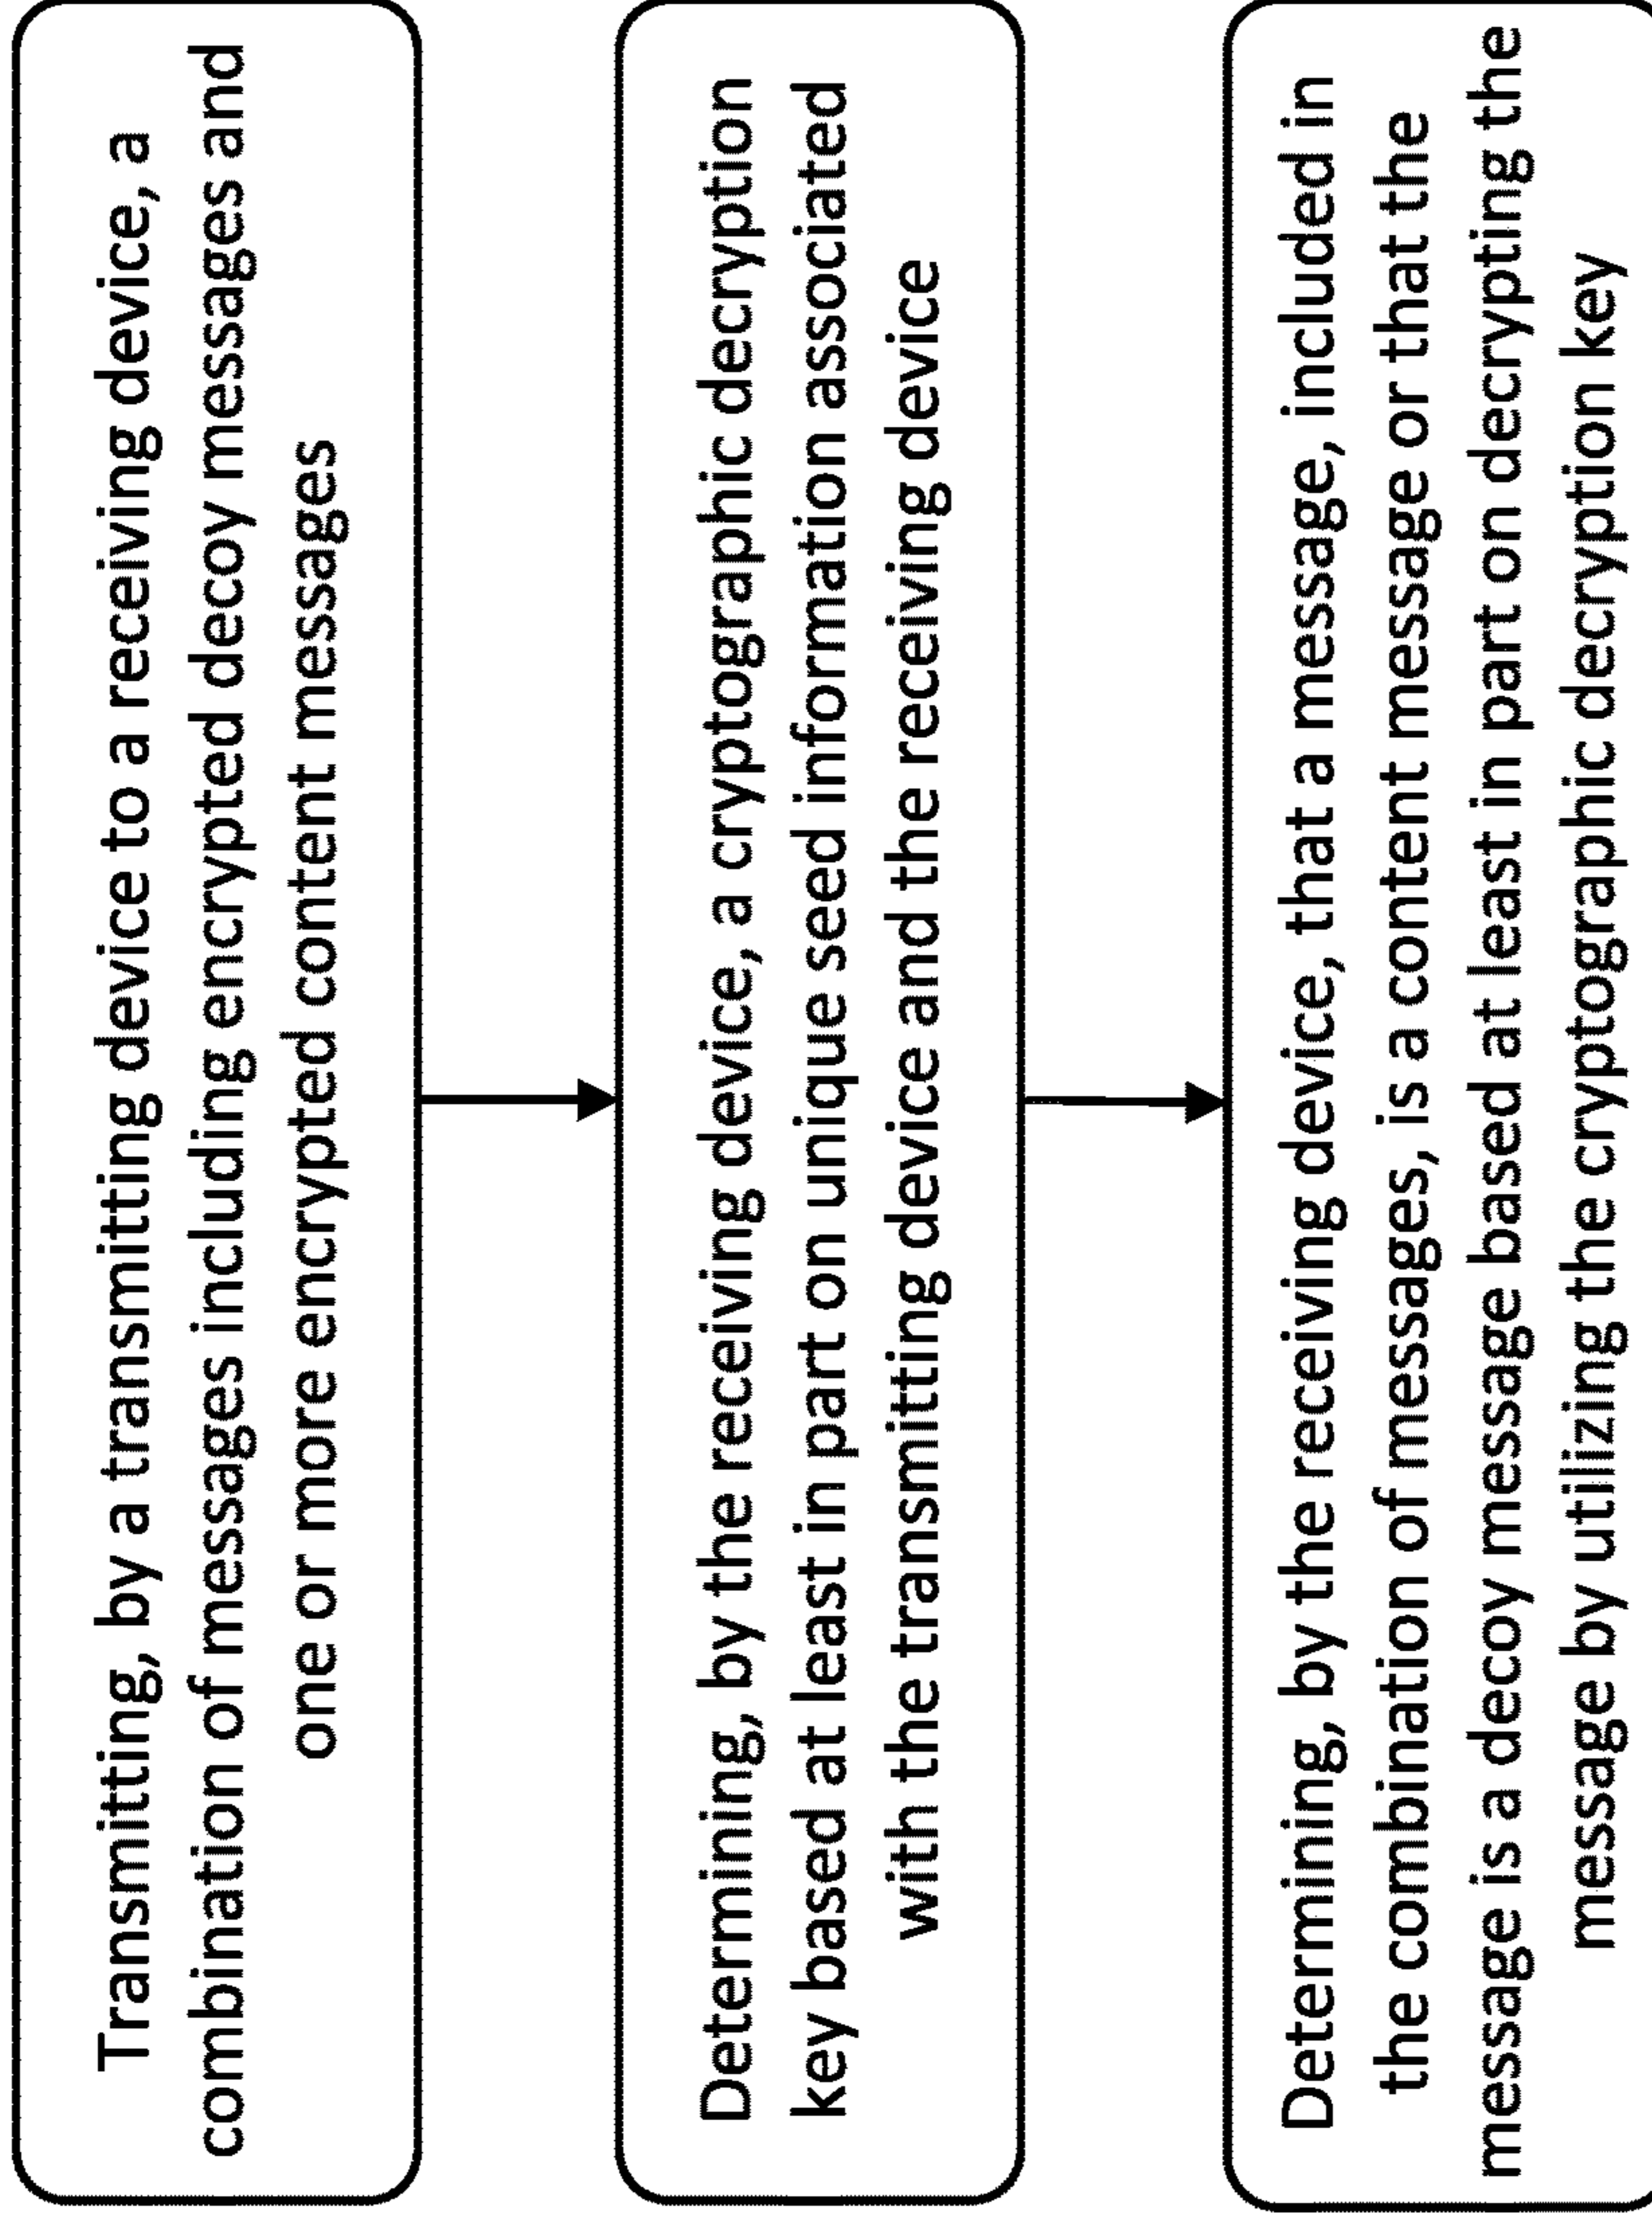 Transmitting, by a transmitting device to a receiving device, a
combination of messages including encrypted decoy messages and
one or more encrypted content messages
Determining, by the receiving device, a cryptographic decryption
key based at least in part on unique seed information associated
with the transmitting device and the receiving device
Determining, by the receiving device, that a message, included in
the combination of messages, is a content message or that the
message is a decoy message based at least in part on decrypting the
message by utilizing the cryptographic decryption key